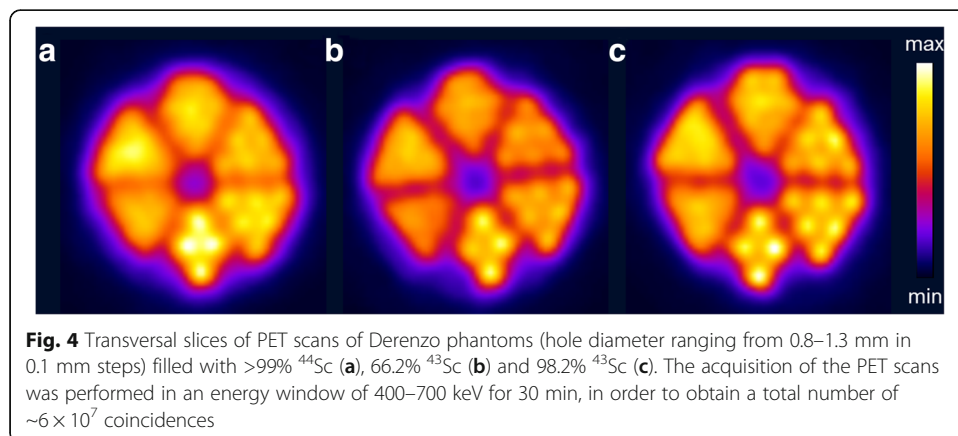 a b c max
min
Fig. 4 Transversal slices of PET scans of Derenzo phantoms (hole diameter ranging from 0.8–1.3 mm in
0.1 mm steps) filled with >99% ⁴⁴Sc (a), 66.2% ⁴³Sc (b) and 98.2% ⁴³Sc (c). The acquisition of the PET scans
was performed in an energy window of 400–700 keV for 30 min, in order to obtain a total number of
~6 × 10⁷ coincidences